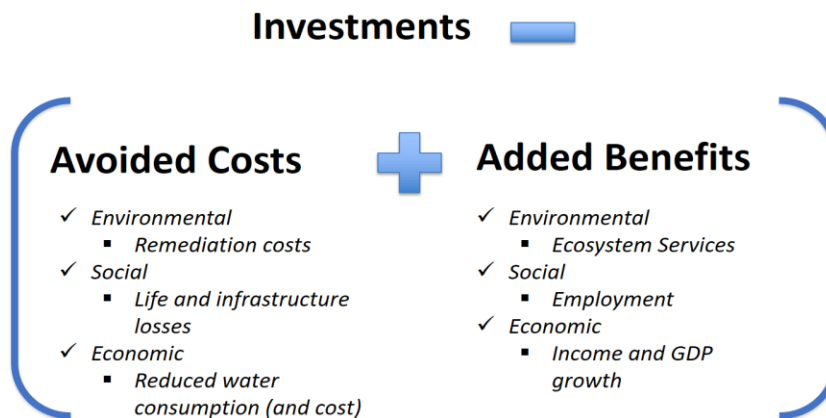 Investments
Avoided Costs
Environmental
Remediation costs
Social
Life and infrastructure
losses
Economic
Reduced water
consumption (and cost)
Added Benefits
Environmental
Ecosystem Services
Social
Employment
Economic
Income and GDP
growth